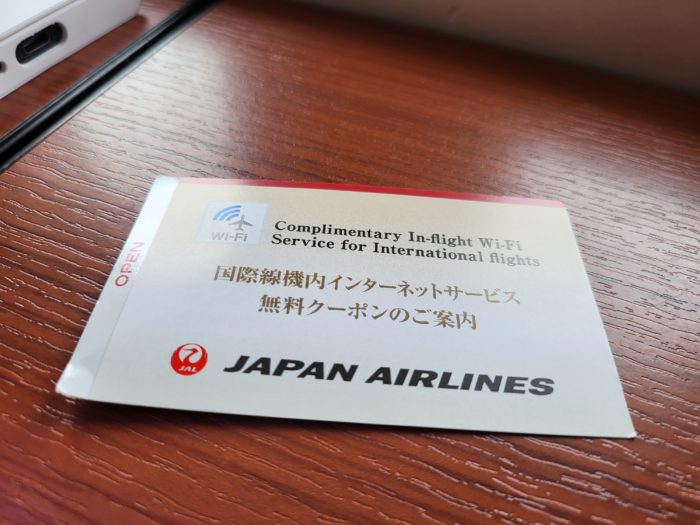 OPEN
Wi-Fi
Complimentary In-flight Wi-Fi
Service for International flights
国際線機内インターネットサービス
無料クーポンのご案内
JAL
JAPAN AIRLINES